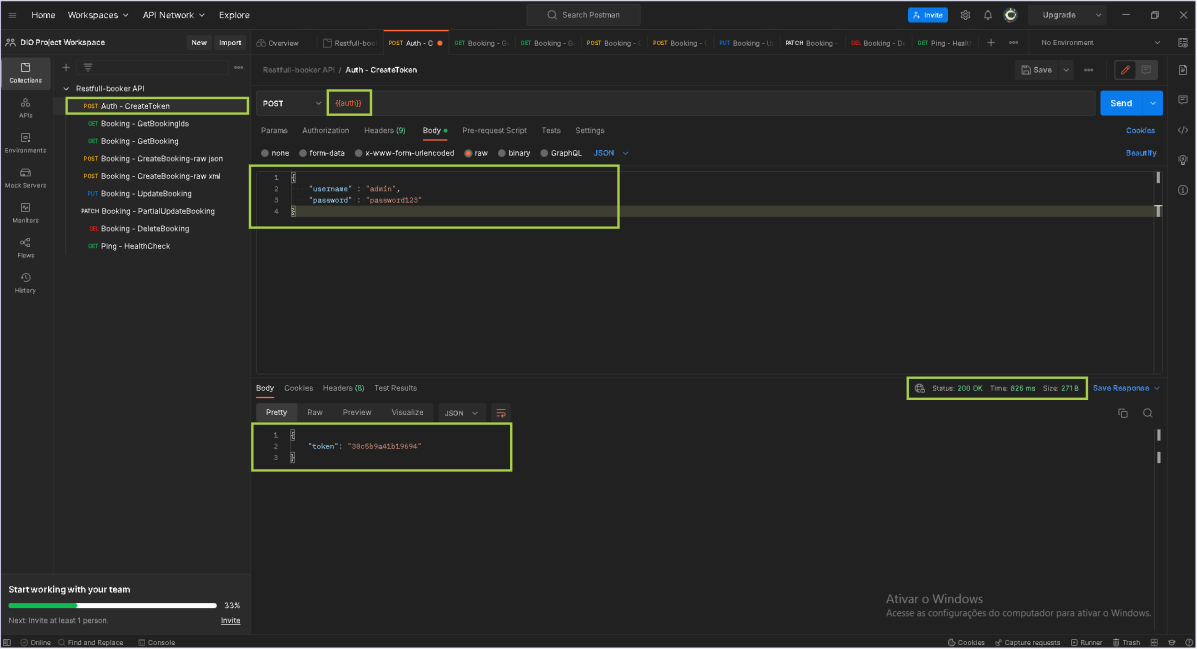 Home Workspaces API Network Explore Search Postman Invite Upgrade
DIO Project Workspace New Import Overview Restfull-boo POST Auth - C GET Booking - G GET Booking - G POST Booking - POST Booking - PUT Booking - U PATCH Booking - DEL Booking - D GET Ping - Healt No Environment
Collections
APIs
Environments
Mock Servers
Monitors
Flows
History
Restfull-booker API
POST Auth - CreateToken
GET Booking - GetBookingIds
GET Booking - GetBooking
POST Booking - CreateBooking-raw json
POST Booking - CreateBooking-raw xml
PUT Booking - UpdateBooking
PATCH Booking - PartialUpdateBooking
DEL Booking - DeleteBooking
GET Ping - HealthCheck
Restfull-booker API / Auth - CreateToken Save
POST {{auth}} Send
Params Authorization Headers (9) Body Pre-request Script Tests Settings Cookies
none form-data x-www-form-urlencoded raw binary GraphQL JSON Beautify
1 {
2 "username" : "admin",
3 "password" : "password123"
4 }
Body Cookies Headers (8) Test Results Status: 200 OK Time: 826 ms Size: 271 B Save Response
Pretty Raw Preview Visualize JSON
1 {
2 "token": "38c5b9a41b19694"
3 }
Start working with your team
33%
Next: Invite at least 1 person. Invite
Ativar o Windows
Acesse as configurações do computador para ativar o Windows.
Online Find and Replace Console Cookies Capture requests Runner Trash